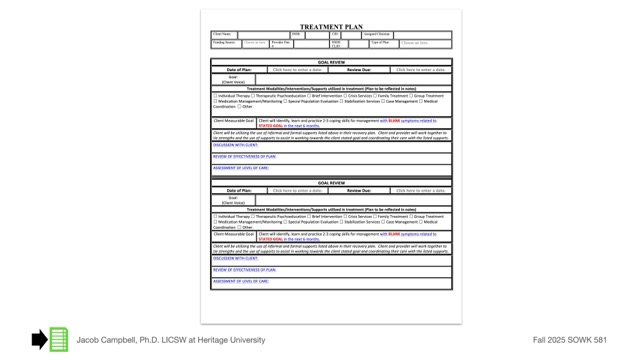 TREATMENT PLAN
Client Name DOB CID Assigned Clinician
Funding Source Choose an item. Provider One # Type of Plan Choose an item.
GOAL REVIEW
Date of Plan: Click here to enter a date. Review Due: Click here to enter a date.
Goal:
(Client Voice)
Treatment Modalities/Interventions/Supports utilized in treatment (Plan to be reflected in notes)
☐ Individual Therapy ☐ Therapeutic Psychoeducation ☐ Brief Intervention ☐ Crisis Services ☐ Family Treatment ☐ Group Treatment
☐ Medication Management/Monitoring ☐ Special Population Evaluation ☐ Stabilization Services ☐ Case Management ☐ Medical
Coordination ☐ Other.
Client Measurable Goal Client will identify, learn and practice 2-3 coping skills for management with BLANK symptoms related to
STATED GOAL in the next 6 months.
Client will be utilizing the use of informal and formal supports listed above in their recovery plan. Client and provider will work together to
tie strengths and the use of supports to assist in working towards the client stated goal and coordinating their care with the listed supports.
DISCUSSION WITH CLIENT:
REVIEW OF EFFECTIVENESS OF PLAN:
ASSESSMENT OF LEVEL OF CARE:
GOAL REVIEW
Date of Plan: Click here to enter a date. Review Due: Click here to enter a date.
Goal:
(Client Voice)
Treatment Modalities/Interventions/Supports utilized in treatment (Plan to be reflected in notes)
☐ Individual Therapy ☐ Therapeutic Psychoeducation ☐ Brief Intervention ☐ Crisis Services ☐ Family Treatment ☐ Group Treatment
☐ Medication Management/Monitoring ☐ Special Population Evaluation ☐ Stabilization Services ☐ Case Management ☐ Medical
Coordination ☐ Other.
Client Measurable Goal Client will identify, learn and practice 2-3 coping skills for management with BLANK symptoms related to
STATED GOAL in the next 6 months.
Client will be utilizing the use of informal and formal supports listed above in their recovery plan. Client and provider will work together to
tie strengths and the use of supports to assist in working towards the client stated goal and coordinating their care with the listed supports.
DISCUSSION WITH CLIENT:
REVIEW OF EFFECTIVENESS OF PLAN:
ASSESSMENT OF LEVEL OF CARE:
Jacob Campbell, Ph.D. LICSW at Heritage University
Fall 2025 SOWK 581